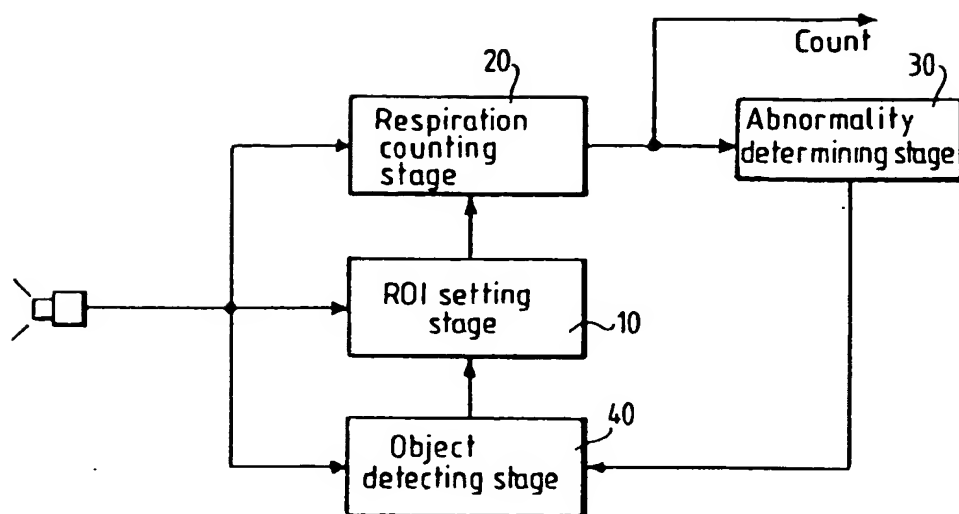 Count
20
Respiration
counting
stage
30
Abnormality
determining stage
ROI setting
stage
10
40
Object
detecting stage